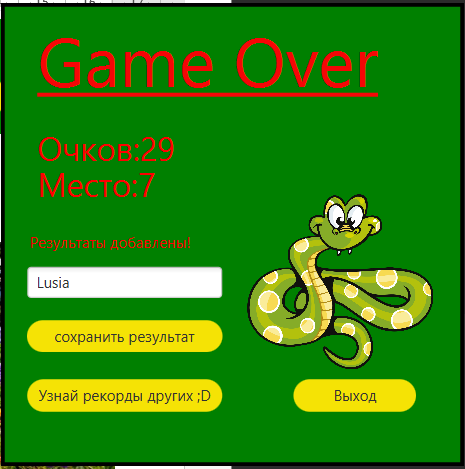 Game Over
Очков:29
Место:7
Результаты добавлены!
Lusia
сохранить результат
Узнай рекорды других ;D
Выход